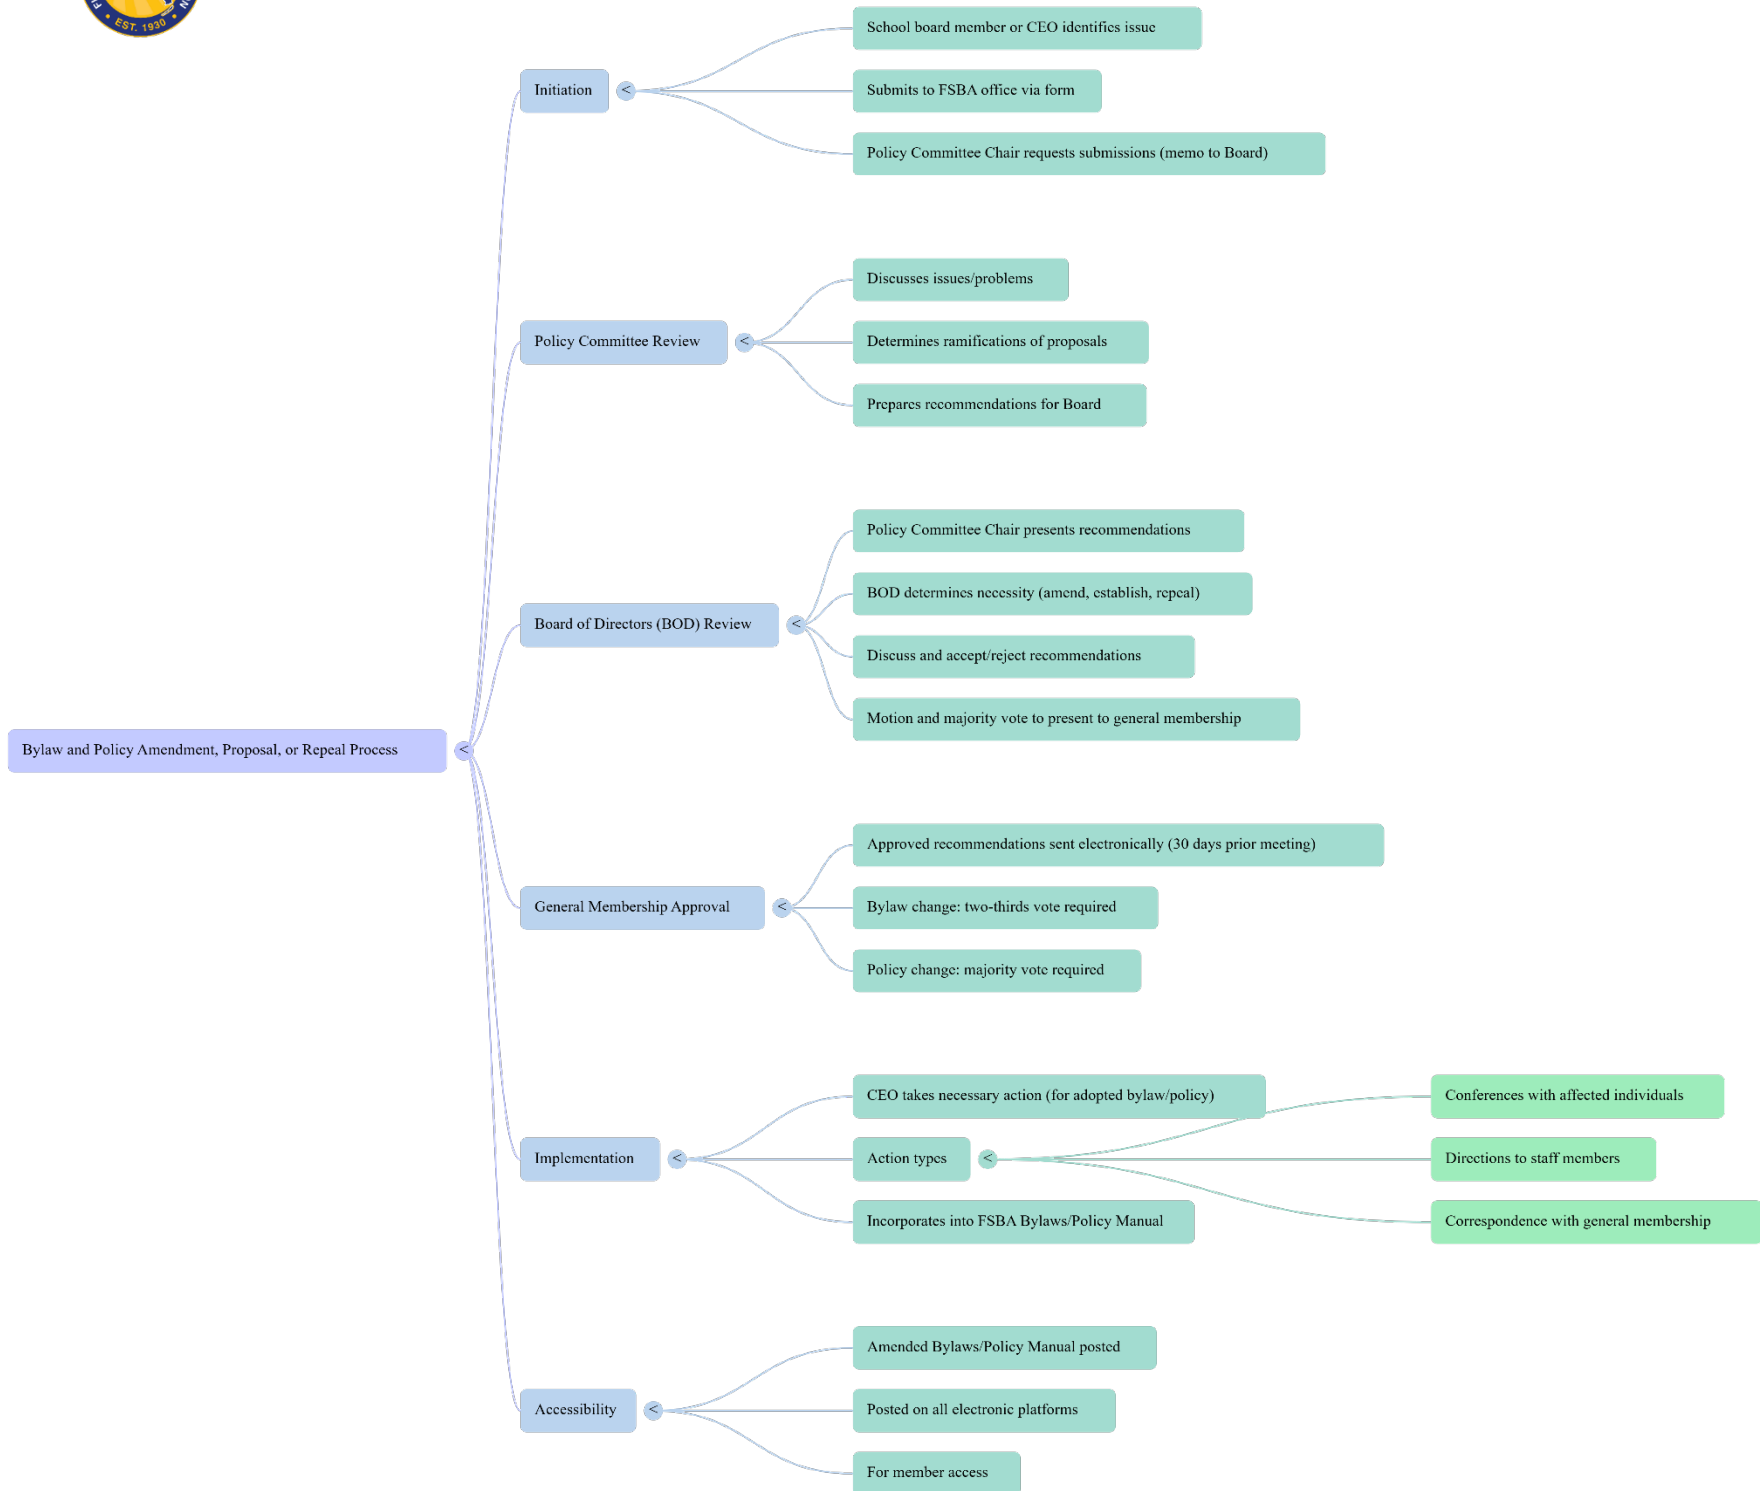 EST. 1930
Bylaw and Policy Amendment, Proposal, or Repeal Process
<
Initiation
<
School board member or CEO identifies issue
Submits to FSBA office via form
Policy Committee Chair requests submissions (memo to Board)
Policy Committee Review
<
Discusses issues/problems
Determines ramifications of proposals
Prepares recommendations for Board
Board of Directors (BOD) Review
<
Policy Committee Chair presents recommendations
BOD determines necessity (amend, establish, repeal)
Discuss and accept/reject recommendations
Motion and majority vote to present to general membership
General Membership Approval
<
Approved recommendations sent electronically (30 days prior meeting)
Bylaw change: two-thirds vote required
Policy change: majority vote required
Implementation
<
CEO takes necessary action (for adopted bylaw/policy)
Action types
<
Conferences with affected individuals
Directions to staff members
Correspondence with general membership
Incorporates into FSBA Bylaws/Policy Manual
Accessibility
<
Amended Bylaws/Policy Manual posted
Posted on all electronic platforms
For member access